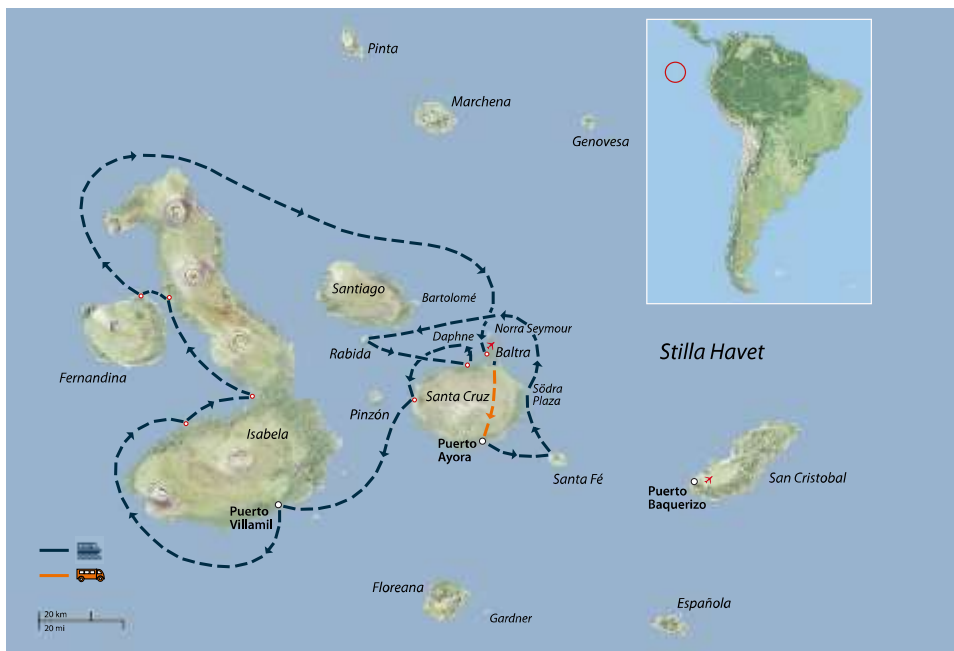 Pinta
Marchena
Genovesa
Santiago
Bartolomé
Norra Seymour
Daphne
Rabida
Baltra
Stilla Havet
Fernandina
Santa Cruz
Södra
Plaza
Pinzón
Isabela
Puerto
Ayora
Santa Fé
San Cristobal
Puerto
Baquerizo
Puerto
Villamil
Floreana
Gardner
Española
20 km
20 mi